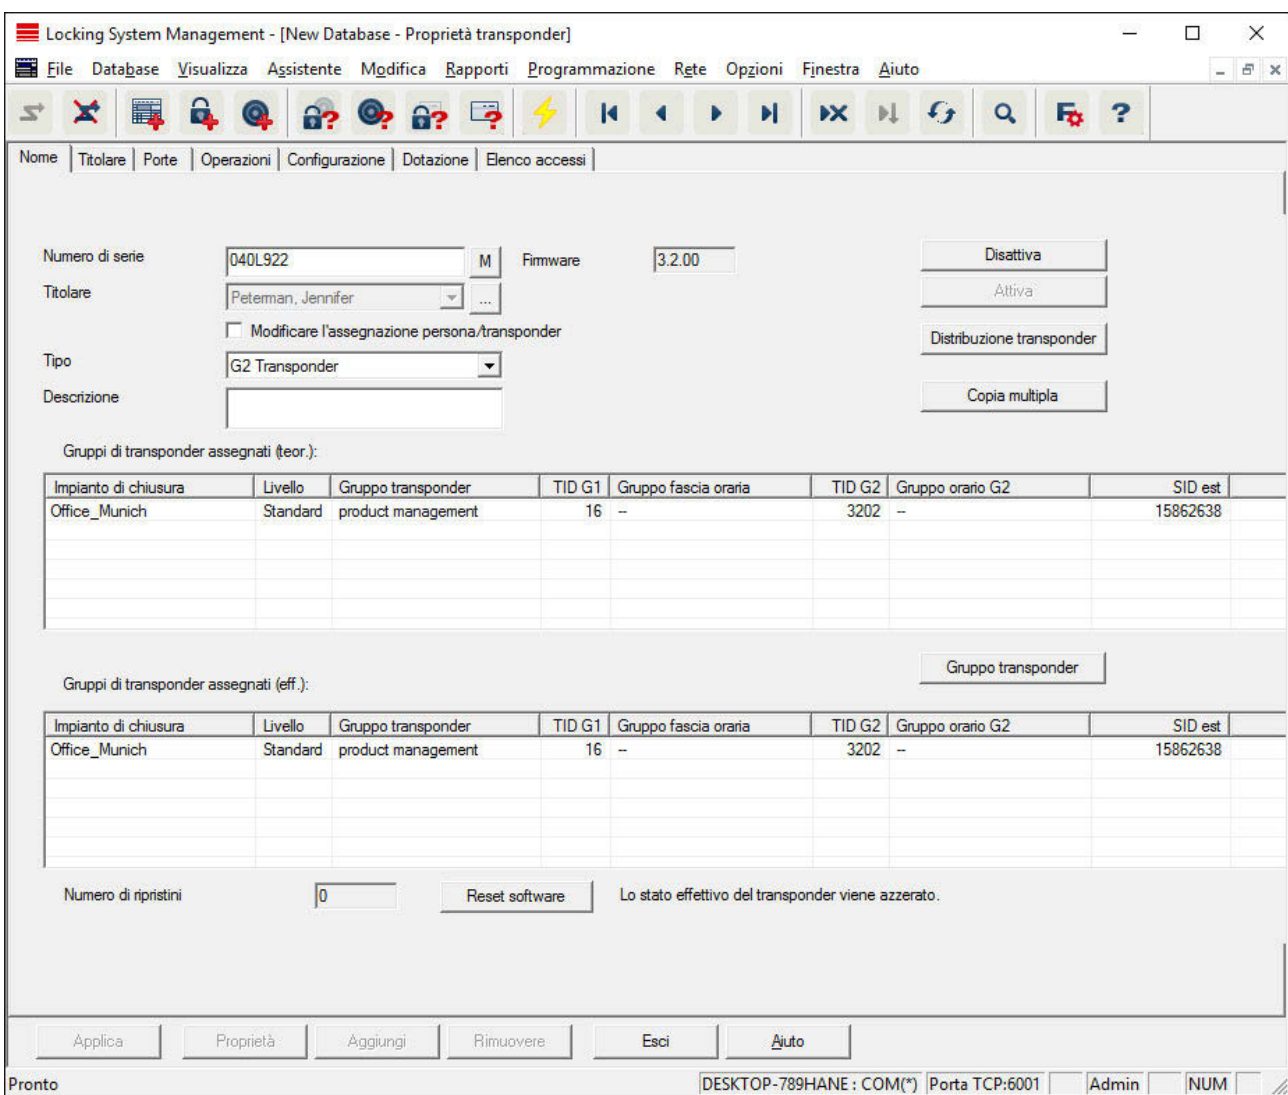 Locking System Management - [New Database - Proprietà transponder]
File Database Visualizza Assistente Modifica Rapporti Programmazione Rete Opzioni Finestra Aiuto
Nome Titolare Porte Operazioni Configurazione Dotazione Elenco accessi
Numero di serie 040L922 M Firmware 3.2.00 Disattiva
Titolare Peterman, Jennifer ... Attiva
Modificare l'assegnazione persona/transponder Distribuzione transponder
Tipo G2 Transponder
Descrizione Copia multipla
Gruppi di transponder assegnati (teor.):
Impianto di chiusura Livello Gruppo transponder TID G1 Gruppo fascia oraria TID G2 Gruppo orario G2 SID est
Office_Munich Standard product management 16 -- 3202 -- 15862638
Gruppo transponder
Gruppi di transponder assegnati (eff.):
Impianto di chiusura Livello Gruppo transponder TID G1 Gruppo fascia oraria TID G2 Gruppo orario G2 SID est
Office_Munich Standard product management 16 -- 3202 -- 15862638
Numero di ripristini 0 Reset software Lo stato effettivo del transponder viene azzerato.
Applica Proprietà Aggiungi Rimuovere Esci Aiuto
Pronto DESKTOP-789HANE : COM(*) Porta TCP:6001 Admin NUM